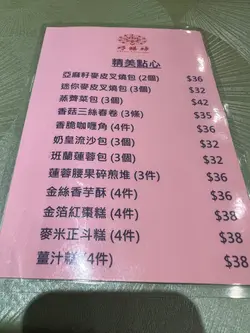 精美點心
亞麻籽麥皮叉燒包 (2個) $36
迷你麥皮叉燒包 (3個) $32
蒸薺菜包 (3個) $42
香菇三絲春卷 (3條) $35
香脆咖喱角 (4件) $36
奶皇流沙包 (3個) $32
班蘭蓮蓉包 (3個) $32
蓮蓉腰果碎煎堆 (3件) $36
金絲香芋酥 (4件) $36
金箔紅棗糕 (4件) $38
麥米正斗糕 (4件) $38
薑汁糕 (4件) $38